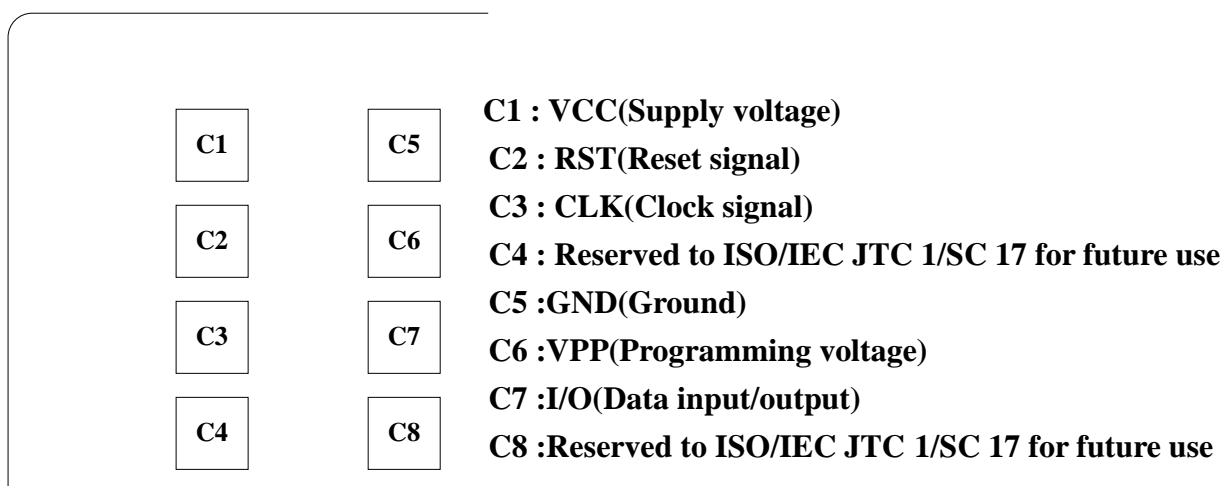 C1
C5
C2
C6
C3
C7
C4
C8
C1 : VCC(Supply voltage)
C2 : RST(Reset signal)
C3 : CLK(Clock signal)
C4 : Reserved to ISO/IEC JTC 1/SC 17 for future use
C5 :GND(Ground)
C6 :VPP(Programming voltage)
C7 :I/O(Data input/output)
C8 :Reserved to ISO/IEC JTC 1/SC 17 for future use